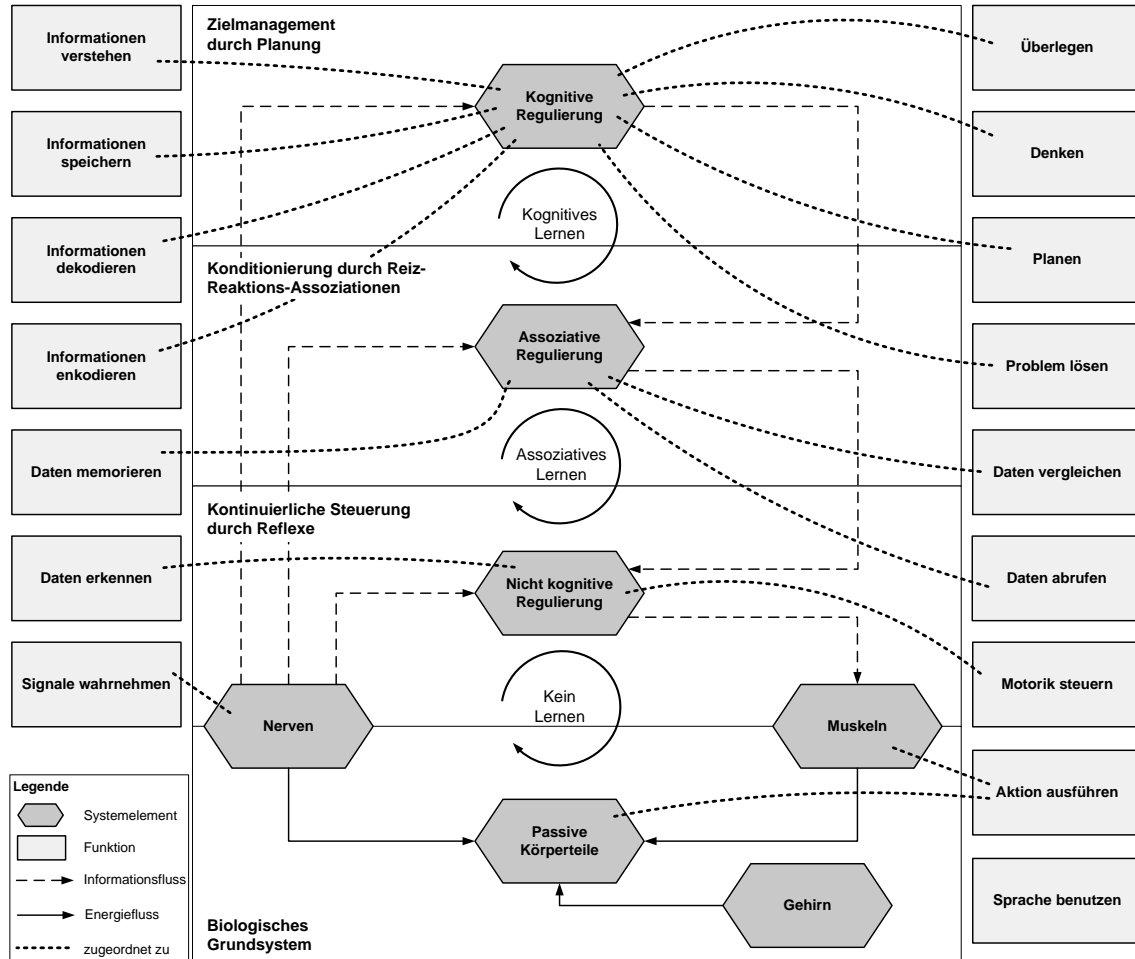 Informationen
verstehen
Informationen
speichern
Informationen
dekodieren
Informationen
enkodieren
Daten memorieren
Daten erkennen
Signale wahrnehmen
Zielmanagement
durch Planung
Kognitive
Regulierung
Kognitives
Lernen
Konditionierung durch Reiz-
Reaktions-Assoziationen
Assoziative
Regulierung
Assoziatives
Lernen
Kontinuierliche Steuerung
durch Reflexe
Nicht kognitive
Regulierung
Nerven
Kein
Lernen
Muskeln
Passive
Körperteile
Gehirn
Biologisches
Grundsystem
Überlegen
Denken
Planen
Problem lösen
Daten vergleichen
Daten abrufen
Motorik steuern
Aktion ausführen
Sprache benutzen
Legende
Systemelement
Funktion
Informationsfluss
Energiefluss
zugeordnet zu